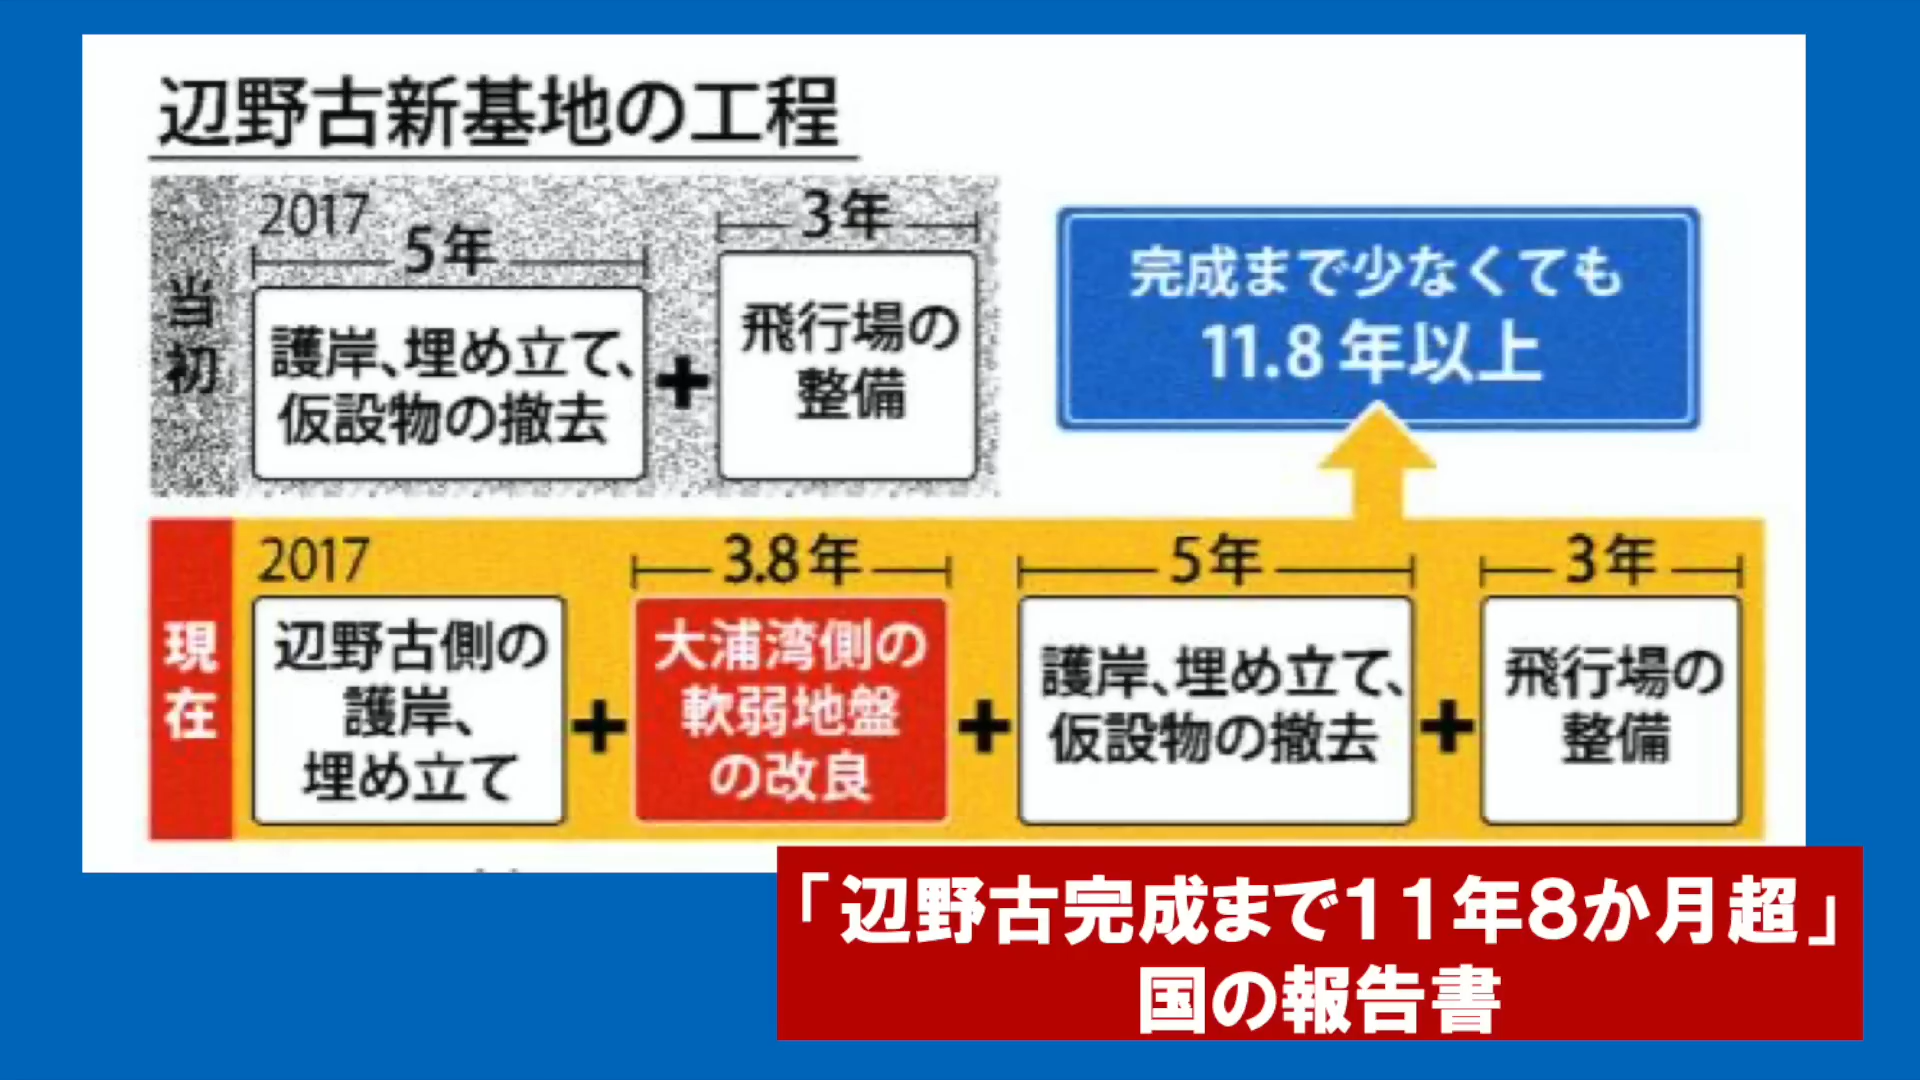 辺野古新基地の工程
当初
2017
5年
3年
護岸、埋め立て、
仮設物の撤去
+
飛行場の
整備
完成まで少なくても
11.8年以上
現在
2017
3.8年
5年
3年
辺野古側の
護岸、
埋め立て
+
大浦湾側の
軟弱地盤
の改良
+
護岸、埋め立て、
仮設物の撤去
+
飛行場の
整備
「辺野古完成まで11年8か月超」
国の報告書